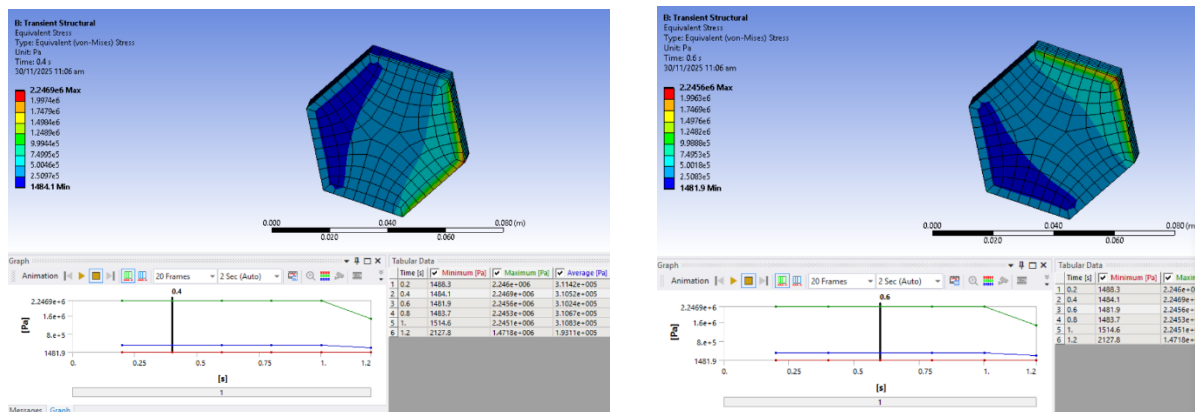 B: Transient Structural
Equivalent Stress
Type: Equivalent (von-Mises) Stress
Unit: Pa
Time: 0.4 s
30/11/2025 11:06 am
2.2469e6 Max
1.9974e6
1.7479e6
1.4984e6
1.2489e6
9.9944e5
7.4995e5
5.0046e5
2.5097e5
1484.1 Min
0.000 0.040 0.080 (m)
0.020 0.060
Graph
Animation 20 Frames 2 Sec (Auto)
0.4
2.2469e+6
1.6e+6
8.e+5
1481.9
[Pa]
0. 0.25 0.5 0.75 1. 1.2
[s]
1
Messages Graph
Tabular Data
Time [s] Minimum [Pa] Maximum [Pa] Average [Pa]
1 0.2 1488.3 2.246e+006 3.1142e+005
2 0.4 1484.1 2.2469e+006 3.1052e+005
3 0.6 1481.9 2.2456e+006 3.1024e+005
4 0.8 1483.7 2.2453e+006 3.1067e+005
5 1. 1514.6 2.2451e+006 3.1083e+005
6 1.2 2127.8 1.4718e+006 1.9311e+005
B: Transient Structural
Equivalent Stress
Type: Equivalent (von-Mises) Stress
Unit: Pa
Time: 0.6 s
30/11/2025 11:06 am
2.2456e6 Max
1.9963e6
1.7469e6
1.4976e6
1.2482e6
9.9888e5
7.4953e5
5.0018e5
2.5083e5
1481.9 Min
0.000 0.040 0.080 (m)
0.020 0.060
Graph
Animation 20 Frames 2 Sec (Auto)
0.6
2.2469e+6
1.6e+6
8.e+5
1481.9
[Pa]
0. 0.25 0.5 0.75 1. 1.2
[s]
1
Tabular Data
Time [s] Minimum [Pa] Maxin
1 0.2 1488.3 2.246e+0
2 0.4 1484.1 2.2469e+
3 0.6 1481.9 2.2456e+
4 0.8 1483.7 2.2453e+
5 1. 1514.6 2.2451e+
6 1.2 2127.8 1.4718e+